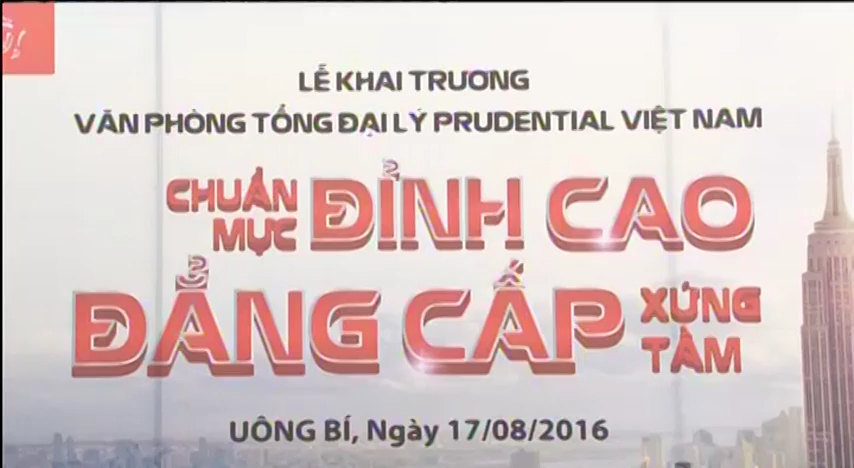 LỄ KHAI TRƯƠNG
VĂN PHÒNG TỔNG ĐẠI LÝ PRUDENTIAL VIỆT NAM
CHUẨN MỰC ĐỈNH CAO
ĐẲNG CẤP XỨNG TẦM
UÔNG BÍ, Ngày 17/08/2016